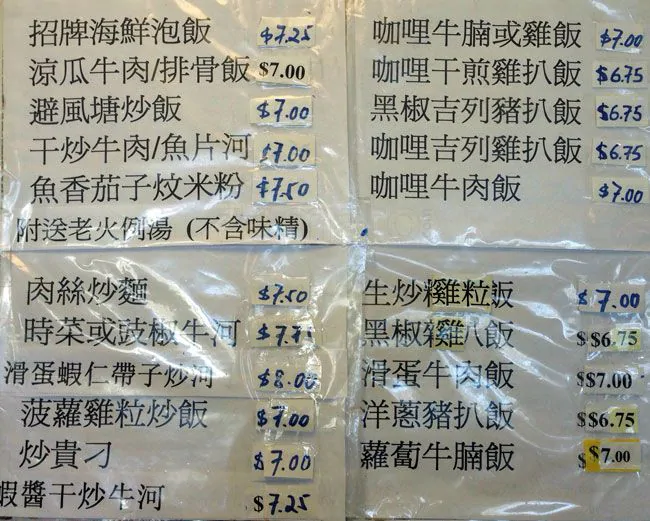 招牌海鮮泡飯 $7.25
涼瓜牛肉/排骨飯 $7.00
避風塘炒飯 $7.00
干炒牛肉/魚片河 $7.00
魚香茄子炆米粉 $7.50
附送老火例湯 (不含味精)
咖哩牛腩或雞飯 $7.00
咖哩干煎雞扒飯 $6.75
黑椒吉列豬扒飯 $6.75
咖哩吉列雞扒飯 $6.75
咖哩牛肉飯 $7.00
肉絲炒麵 $7.50
時菜或豉椒牛河
滑蛋蝦仁帶子炒河 $8.00
菠蘿雞粒炒飯 $7.00
炒貴刁 $7.00
蝦醬干炒牛河 $7.25
生炒雞粒飯 $7.00
黑椒雞扒飯 $$6.75
滑蛋牛肉飯 $$7.00
洋蔥豬扒飯 $$6.75
蘿蔔牛腩飯 $$7.00